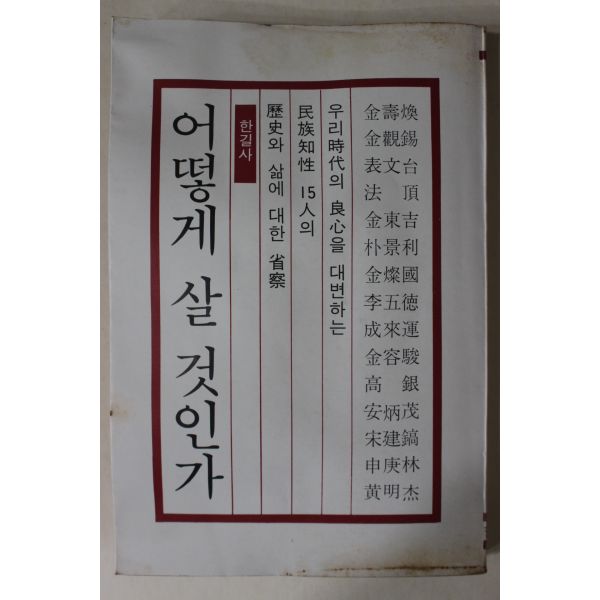 金壽煥
金觀錫
表文台
法頂
金東吉
朴景利
金燦國
李五德
成來運
金容駿
高銀
安炳茂
宋建鎬
申庚林
黃明杰
우리時代의 良心을 대변하는
民族知性 15人의
歷史와 삶에 대한 省察
한길사
어떻게 살 것인가